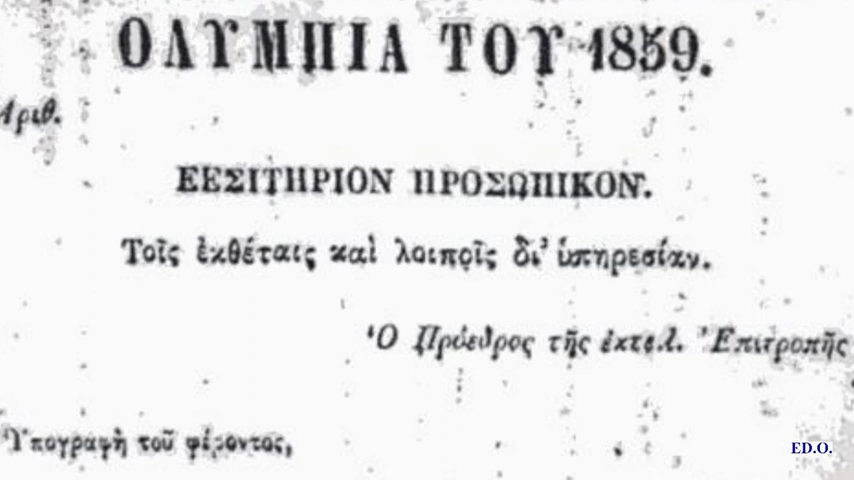 ΟΛΥΜΠΙΑ ΤΟΥ 1859.
Ἀριθ.
ΕΕΣΙΤΗΡΙΟΝ ΠΡΟΣΩΠΙΚΟΝ.
Τοῖς ἐκθέταις καὶ λοιποῖς δι' ὑπηρεσίαν.
Ὁ Πρόεδρος τῆς ἐκτελ. Ἐπιτροπῆς
Ὑπογραφὴ τοῦ φέροντος,
ED.O.